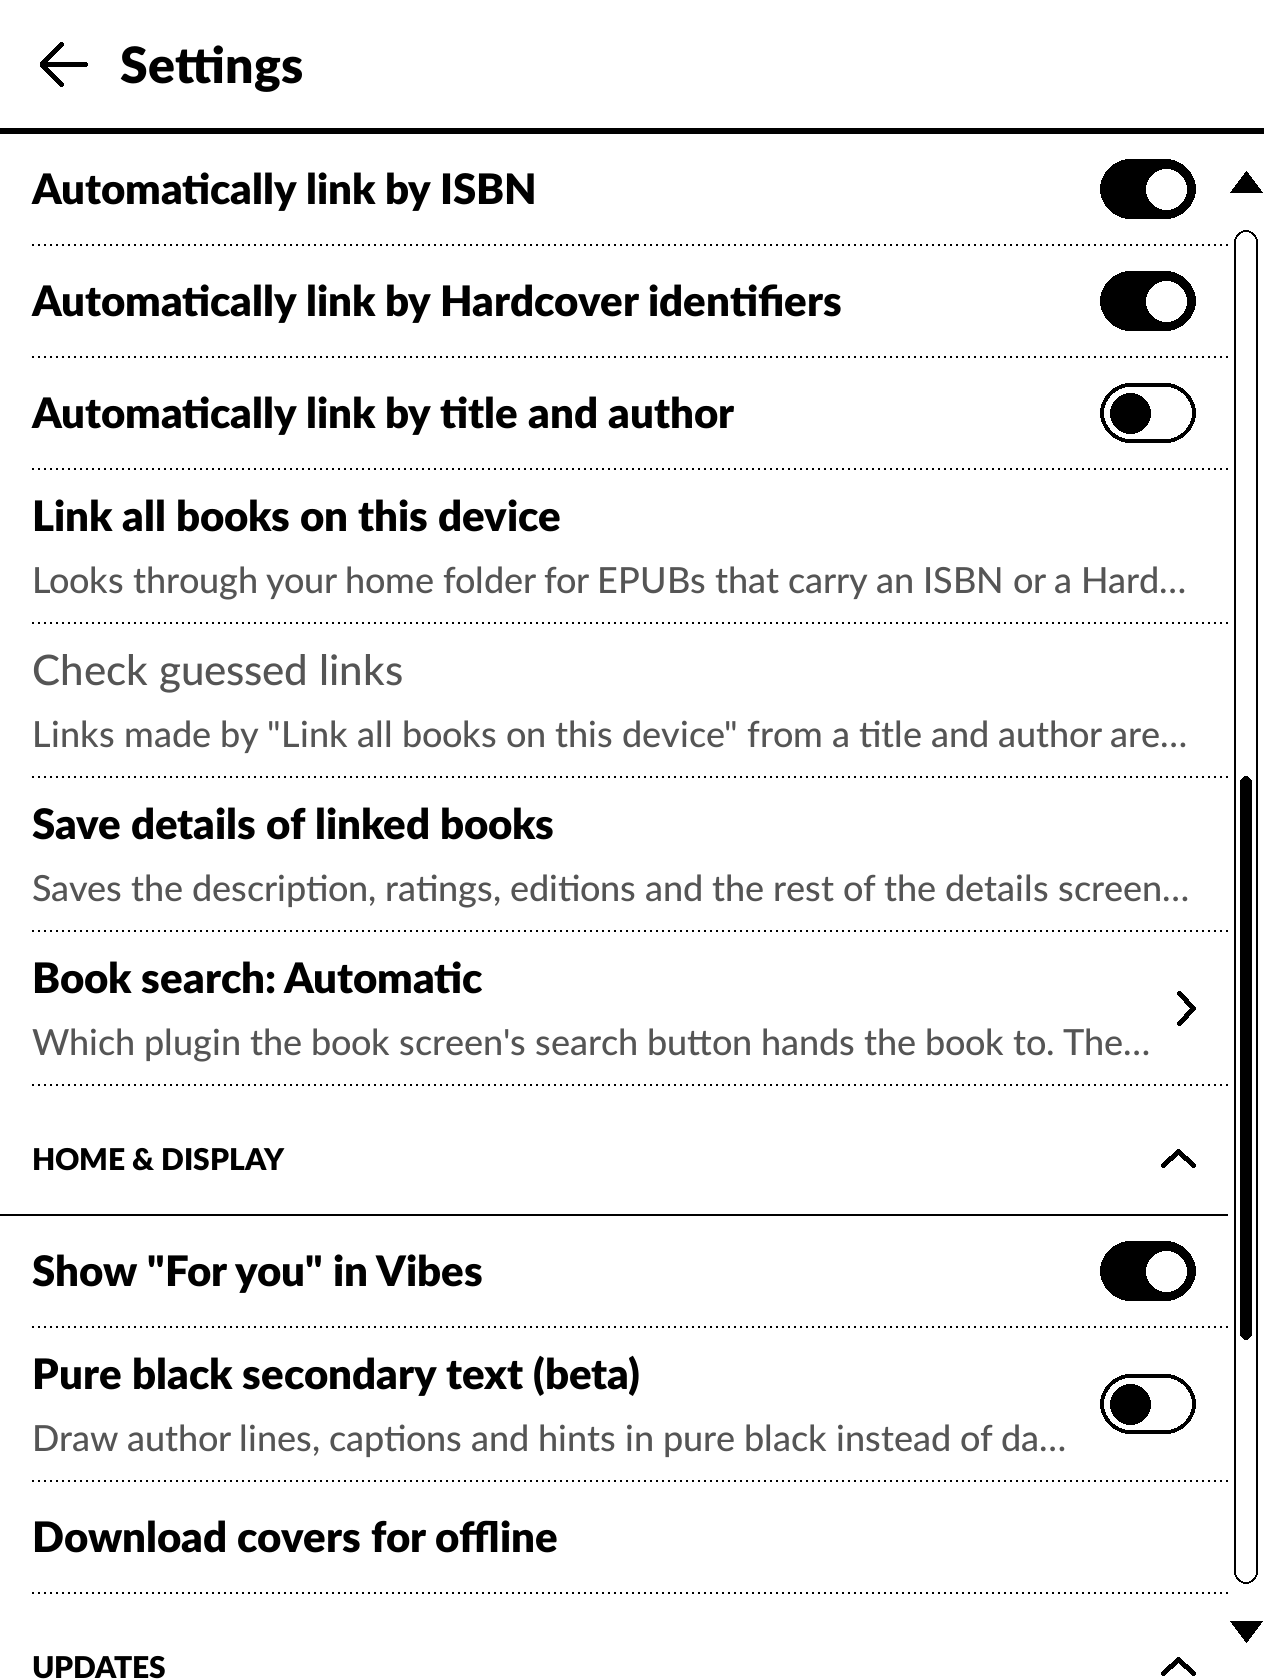 Settings
Automatically link by ISBN
Automatically link by Hardcover identifiers
Automatically link by title and author
Link all books on this device
Looks through your home folder for EPUBs that carry an ISBN or a Hard...
Check guessed links
Links made by "Link all books on this device" from a title and author are...
Save details of linked books
Saves the description, ratings, editions and the rest of the details screen...
Book search: Automatic
Which plugin the book screen's search button hands the book to. The...
HOME & DISPLAY
Show "For you" in Vibes
Pure black secondary text (beta)
Draw author lines, captions and hints in pure black instead of da...
Download covers for offline
UPDATES